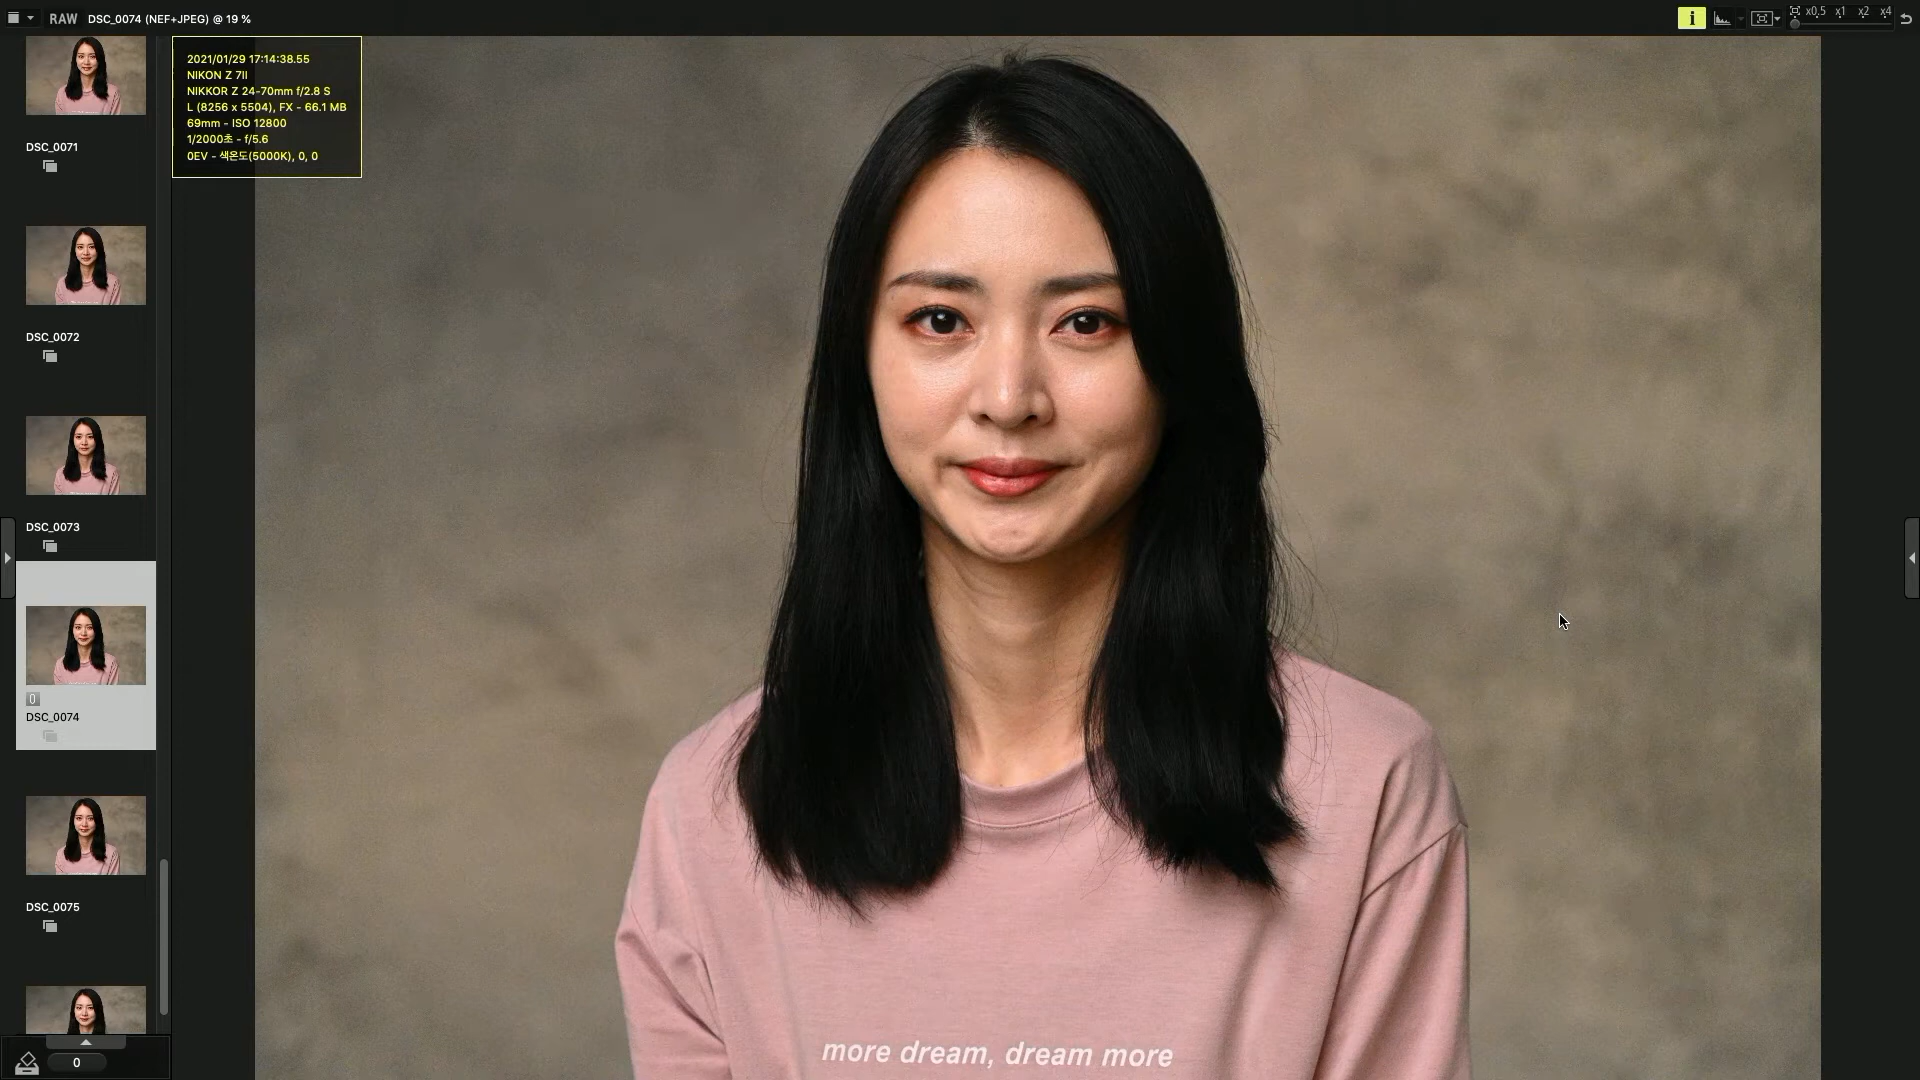 RAW DSC_0074 (NEF+JPEG) @ 19 %
i x0.5 x1 x2 x4
2021/01/29 17:14:38.55
NIKON Z 7II
NIKKOR Z 24-70mm f/2.8 S
L (8256 x 5504), FX - 66.1 MB
69mm - ISO 12800
1/2000초 - f/5.6
0EV - 색온도(5000K), 0, 0
DSC_0071
DSC_0072
DSC_0073
0
DSC_0074
DSC_0075
0
more dream, dream more